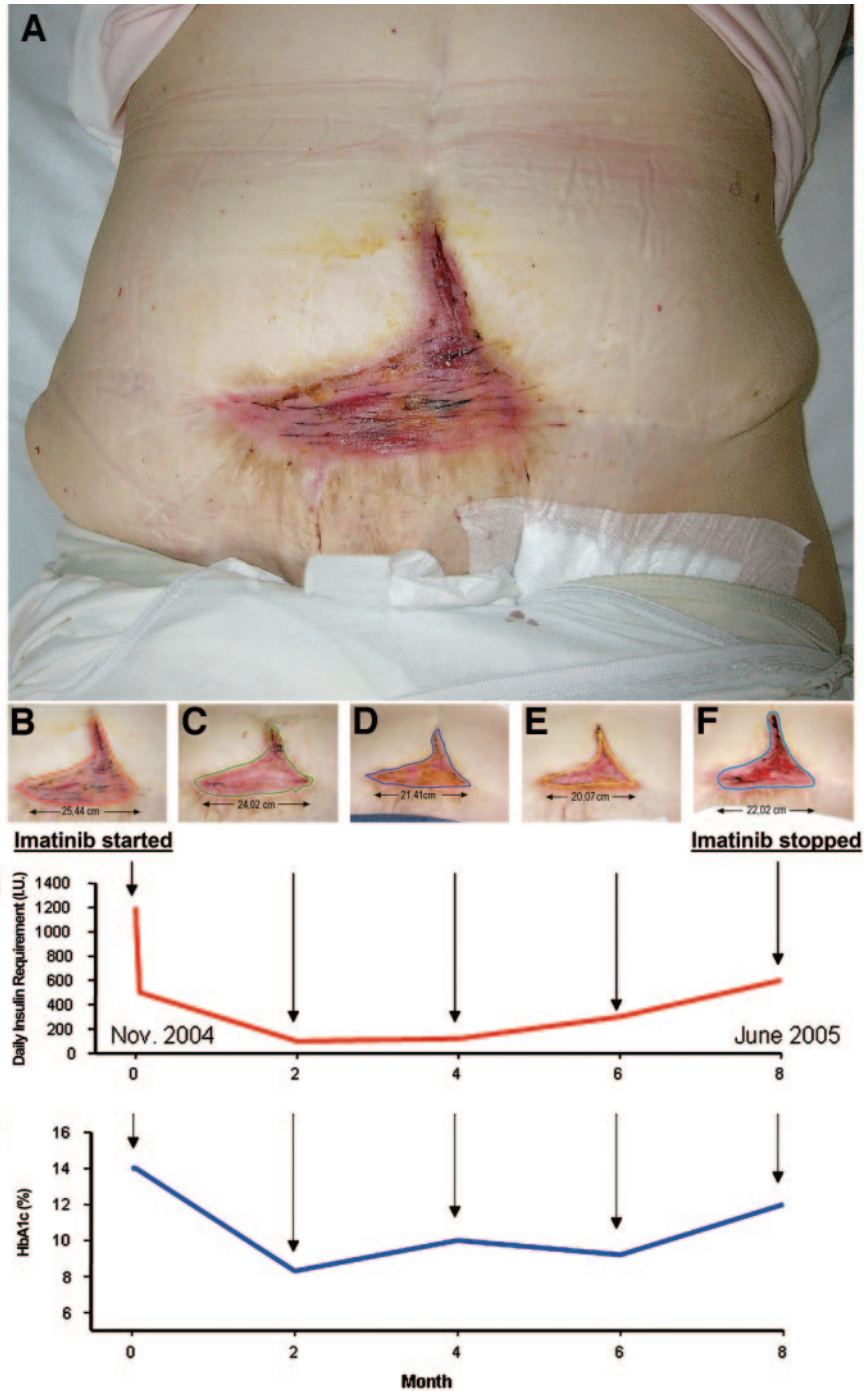 A
B C D E F
25,44 cm
24,02 cm
21,41cm
20,07cm
22,02 cm
Imatinib started Imatinib stopped
Daily Insulin Requirement (I.U.)
1400
1200
1000
800
600
400
200
0
Nov. 2004 June 2005
0 2 4 6 8
HbA1c (%)
16
14
12
10
8
6
0 2 4 6 8
Month